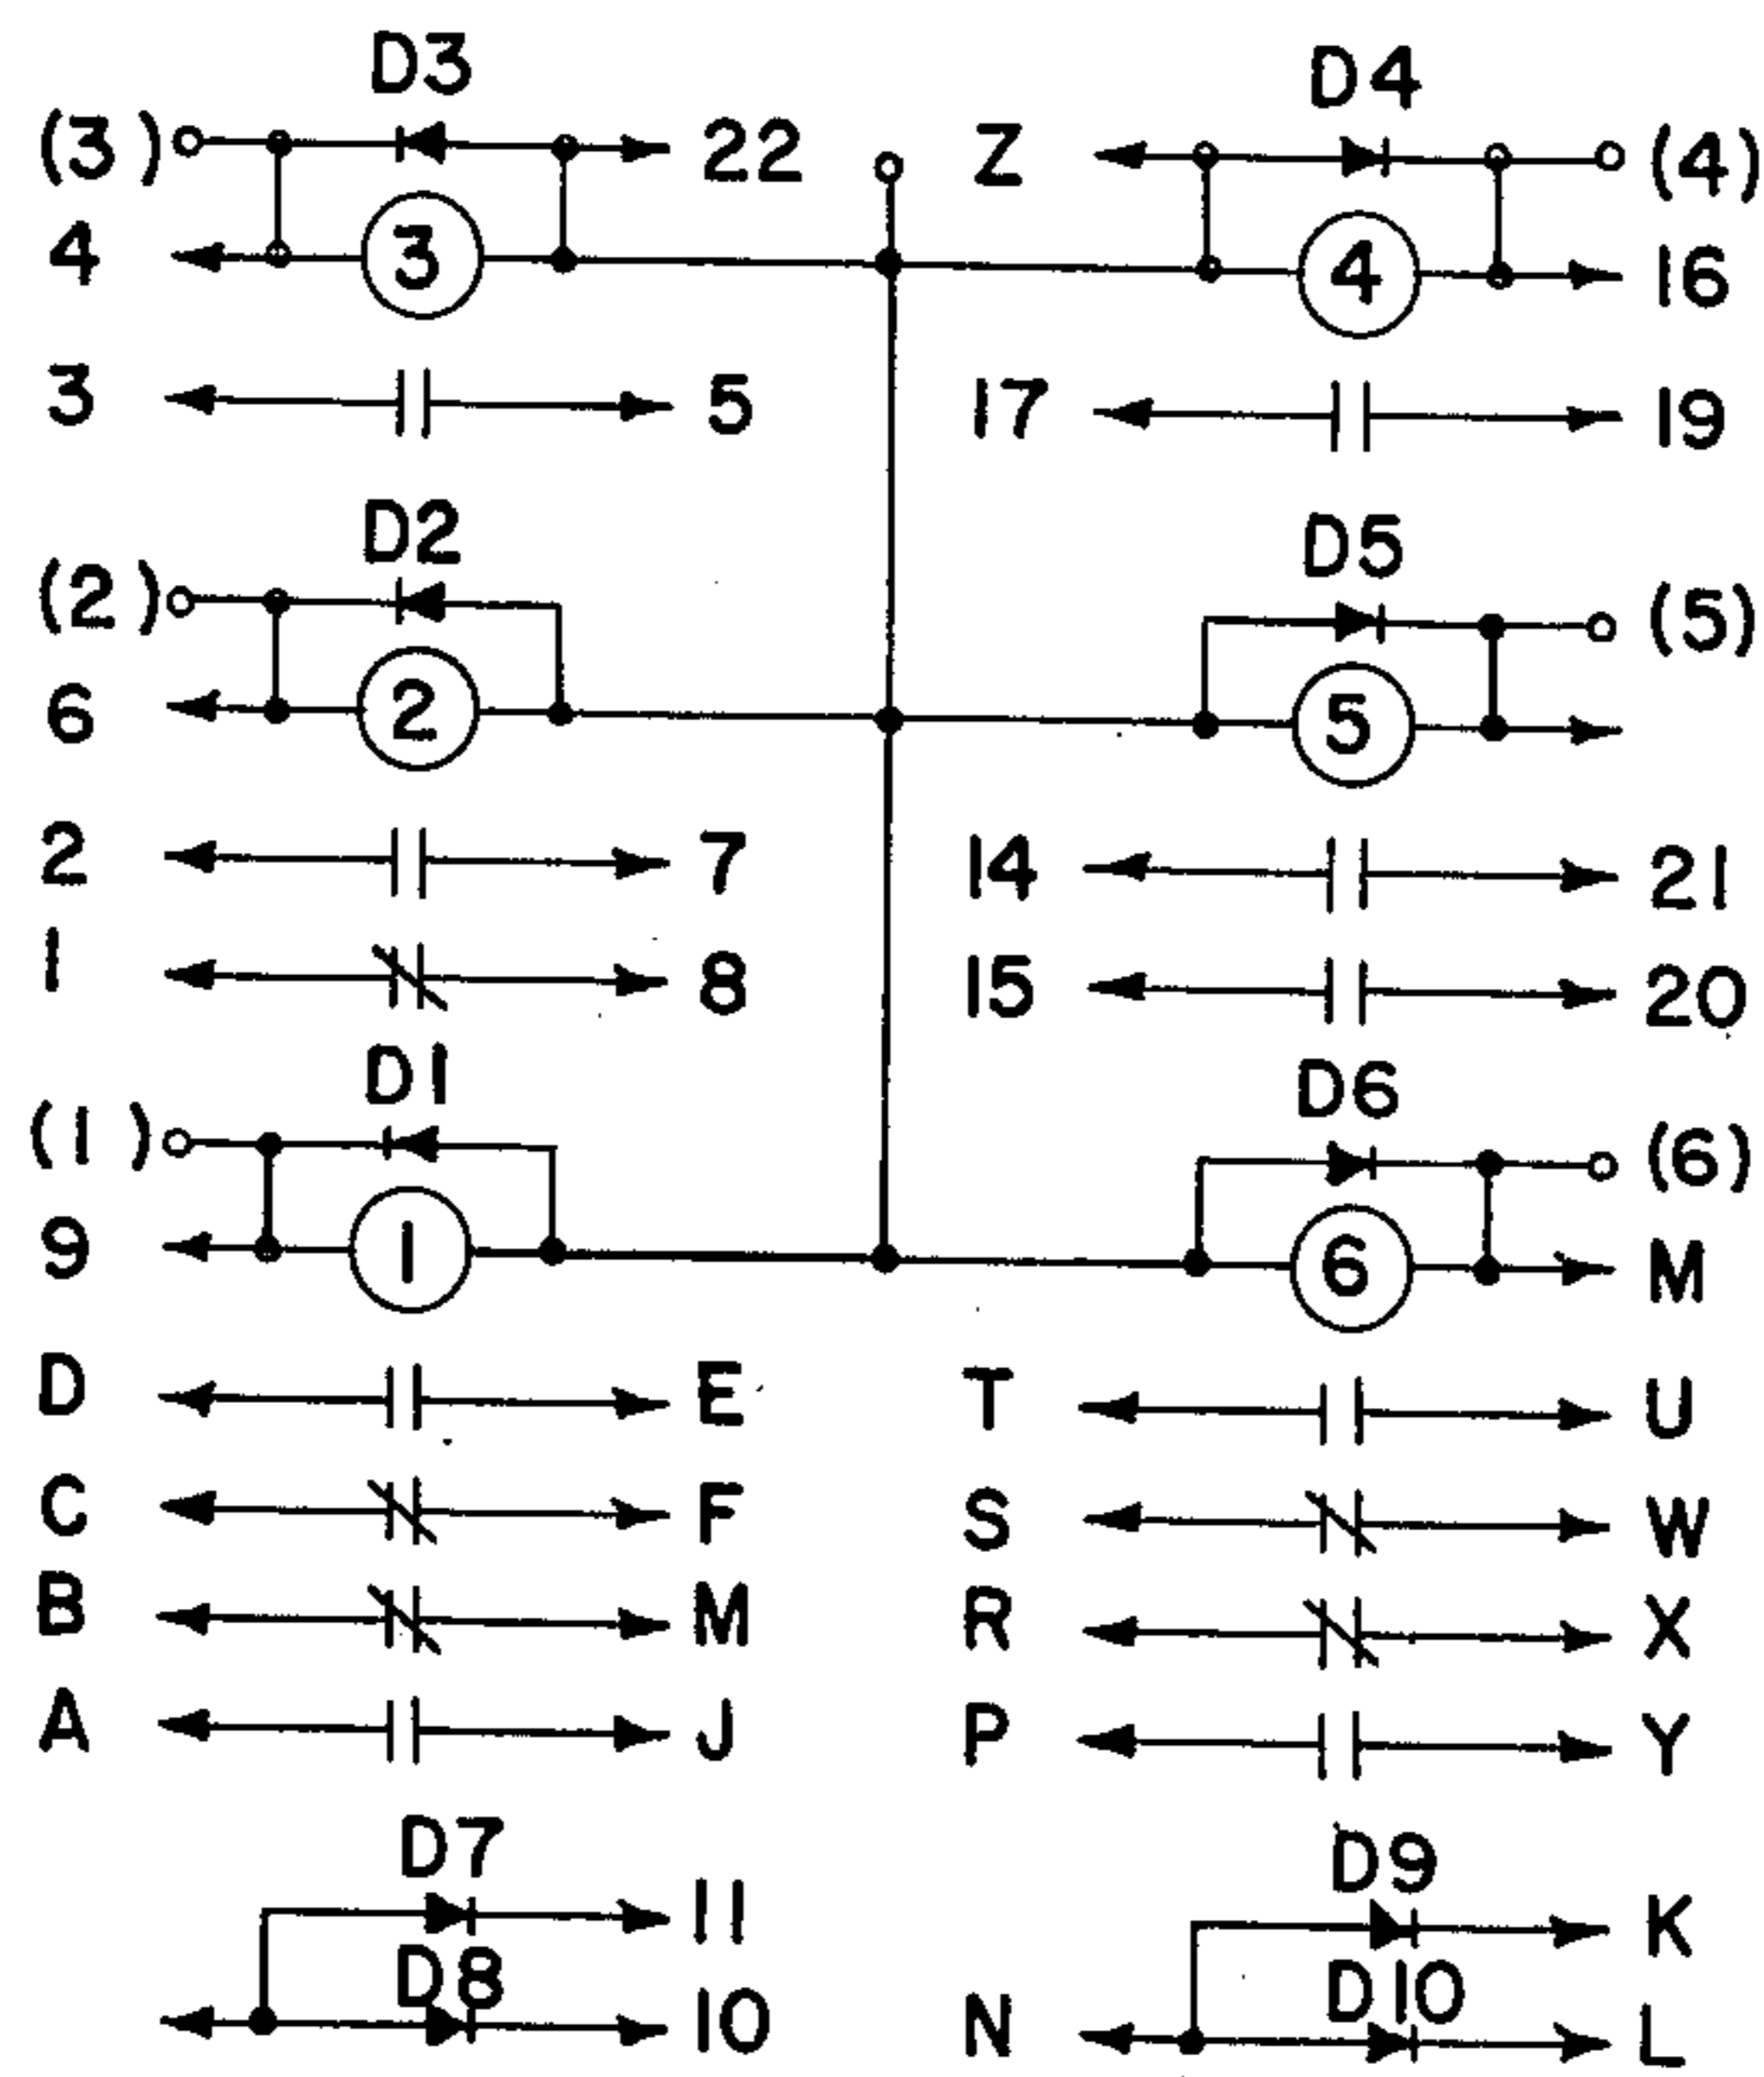 D3 D4
(3) 22 Z (4)
4 3 4 16
3 5 17 19
D2 D5
(2) (5)
6 2 5
2 7 14 21
1 8 15 20
D1 D6
(1) (6)
9 1 6 M
D E T U
C F S W
B M R X
A J P Y
D7 D9
11 K
D8 D10
10 N L